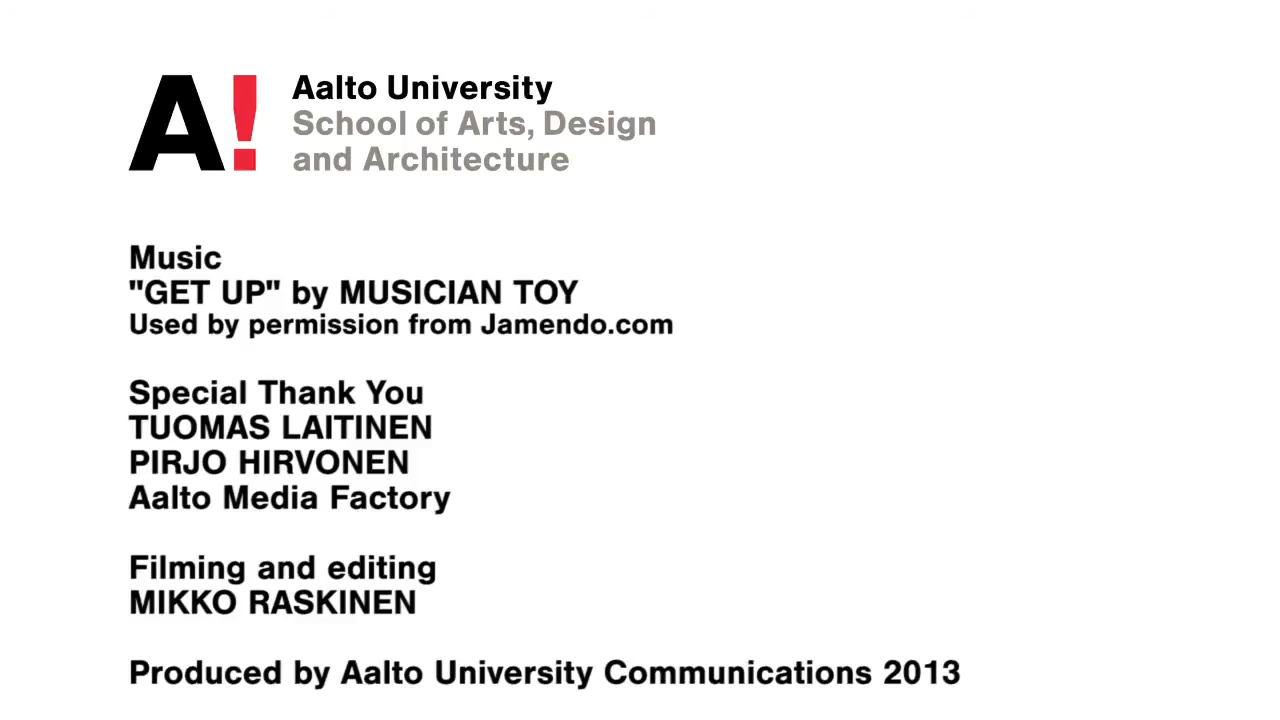 A!
Aalto University
School of Arts, Design
and Architecture
Music
"GET UP" by MUSICIAN TOY
Used by permission from Jamendo.com
Special Thank You
TUOMAS LAITINEN
PIRJO HIRVONEN
Aalto Media Factory
Filming and editing
MIKKO RASKINEN
Produced by Aalto University Communications 2013